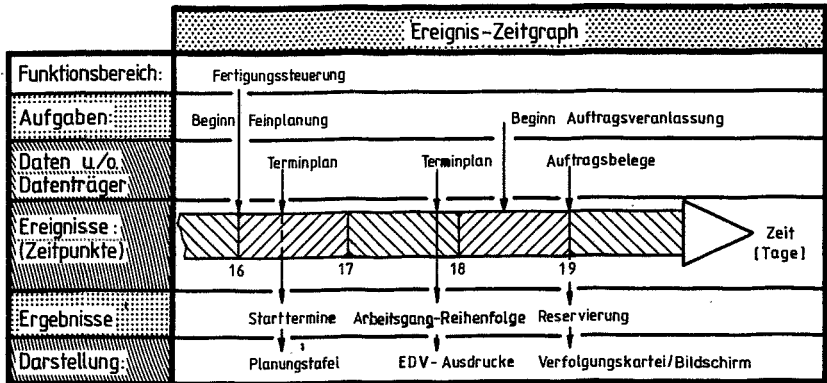 Ereignis-Zeitgraph
Funktionsbereich: Fertigungssteuerung
Aufgaben: Beginn Feinplanung Beginn Auftragsveranlassung
Daten u./o. Datenträger Terminplan Terminplan Auftragsbelege
Ereignisse: (Zeitpunkte) Zeit (Tage)
16 17 18 19
Ergebnisse Starttermine Arbeitsgang-Reihenfolge Reservierung
Darstellung: Planungstafel EDV-Ausdrucke Verfolgungskartei/Bildschirm